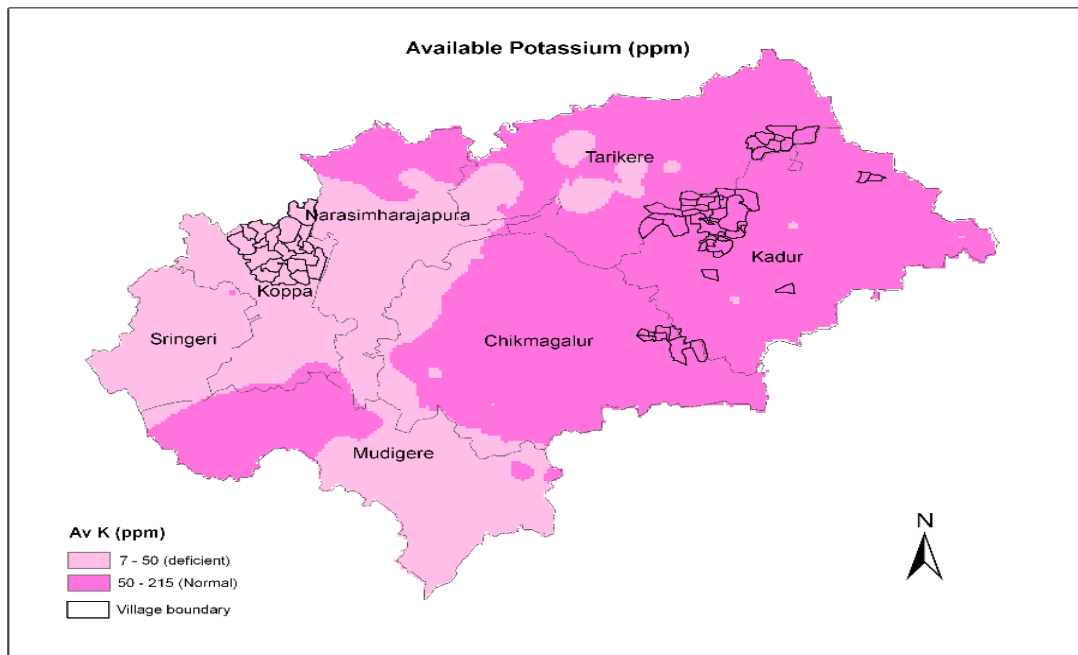 Available Potassium (ppm)
Tarikere
Narasimharajapura
Kadur
Koppa
Sringeri
Chikmagalur
Mudigere
Av K (ppm)
7 - 50 (deficient)
50 - 215 (Normal)
Village boundary
N